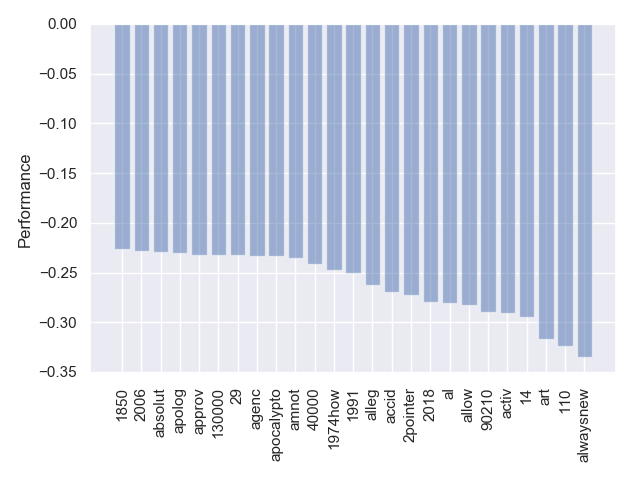 0.00
−0.05
−0.10
−0.15
−0.20
−0.25
−0.30
−0.35
Performance
1850
2006
absolut
apolog
approv
130000
29
agenc
apocalypto
amnot
40000
1974how
1991
alleg
accid
2pointer
2018
al
allow
90210
activ
14
art
110
alwaysnew